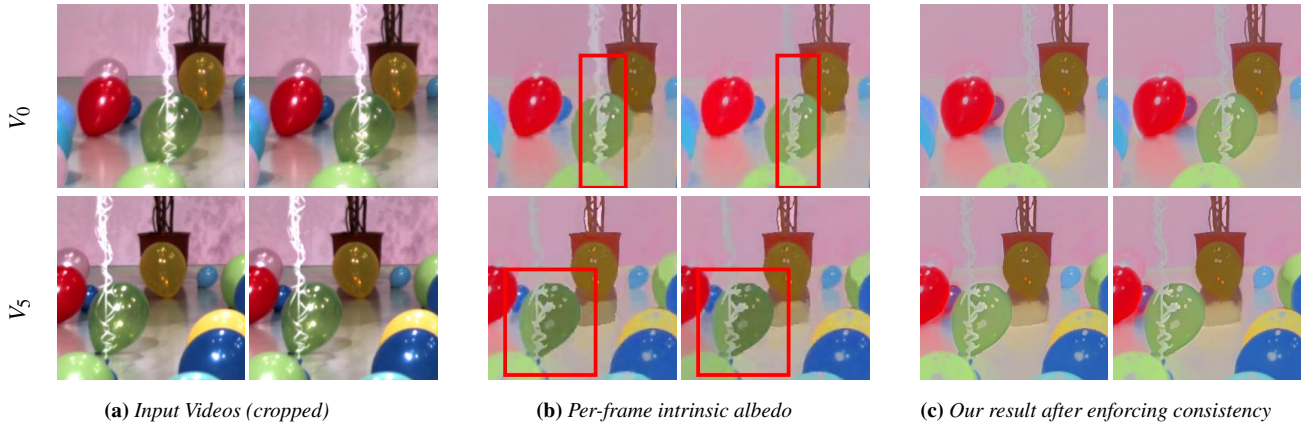 V0
V5
(a) Input Videos (cropped)
(b) Per-frame intrinsic albedo
(c) Our result after enforcing consistency